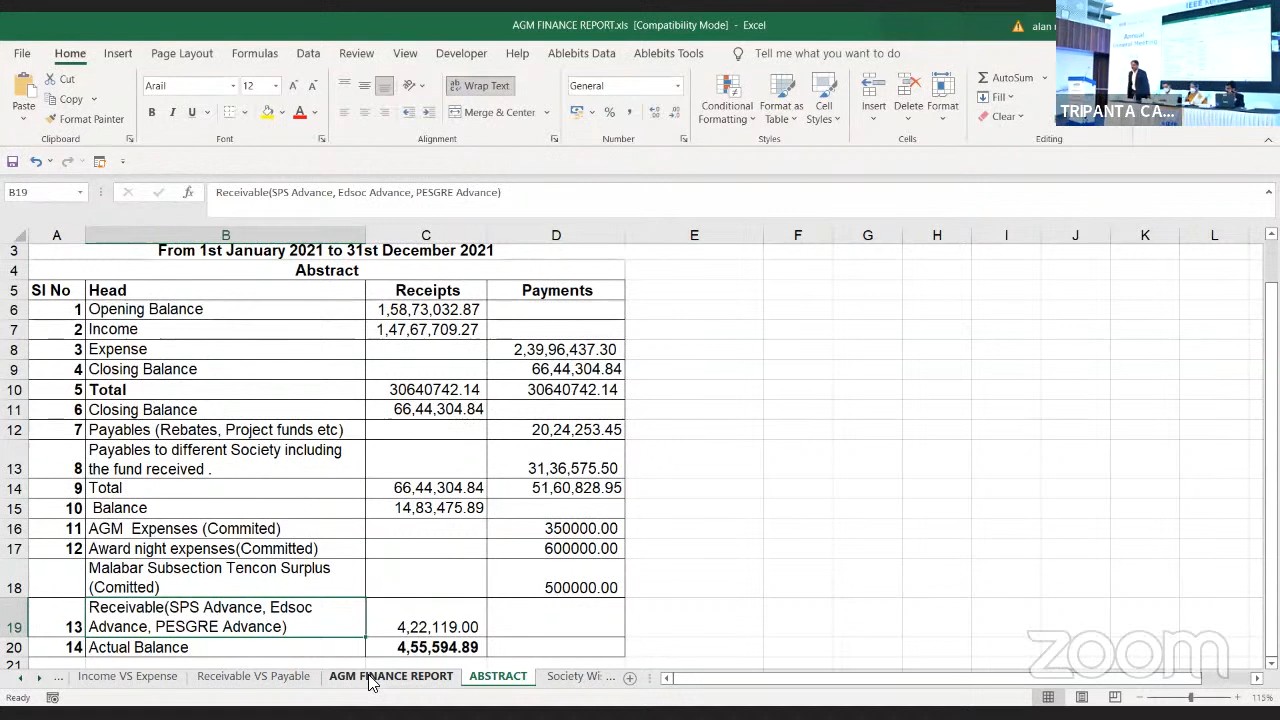 AGM FINANCE REPORT.xls [Compatibility Mode] - Excel
alan
File Home Insert Page Layout Formulas Data Review View Help Ablebits Data Ablebits Tools Tell me what you want to do
Paste
Cut
Copy
Format Painter
Clipboard
Arail
12
B I U
Font
Wrap Text
Merge & Center
Alignment
General
Number
Conditional Formatting
Format as Table
Cell Styles
Styles
Insert
Delete
Format
Cells
AutoSum
Fill
Clear
Editing
Annual
General Meeting
TRIPANTA CA...
B19
fx
Receivable(SPS Advance, Edsoc Advance, PESGRE Advance)
A B C D E F G H I J K L
3 From 1st January 2021 to 31st December 2021
4 Abstract
5 Sl No Head Receipts Payments
6 1 Opening Balance 1,58,73,032.87
7 2 Income 1,47,67,709.27
8 3 Expense 2,39,96,437.30
9 4 Closing Balance 66,44,304.84
10 5 Total 30640742.14 30640742.14
11 6 Closing Balance 66,44,304.84
12 7 Payables (Rebates, Project funds etc) 20,24,253.45
Payables to different Society including
13 8 the fund received . 31,36,575.50
14 9 Total 66,44,304.84 51,60,828.95
15 10 Balance 14,83,475.89
16 11 AGM Expenses (Commited) 350000.00
17 12 Award night expenses(Committed) 600000.00
Malabar Subsection Tencon Surplus
18 (Comitted) 500000.00
Receivable(SPS Advance, Edsoc
19 13 Advance, PESGRE Advance) 4,22,119.00
20 14 Actual Balance 4,55,594.89
21
zoom
... Income VS Expense Receivable VS Payable AGM FINANCE REPORT ABSTRACT Society Wi ...
Ready
115%